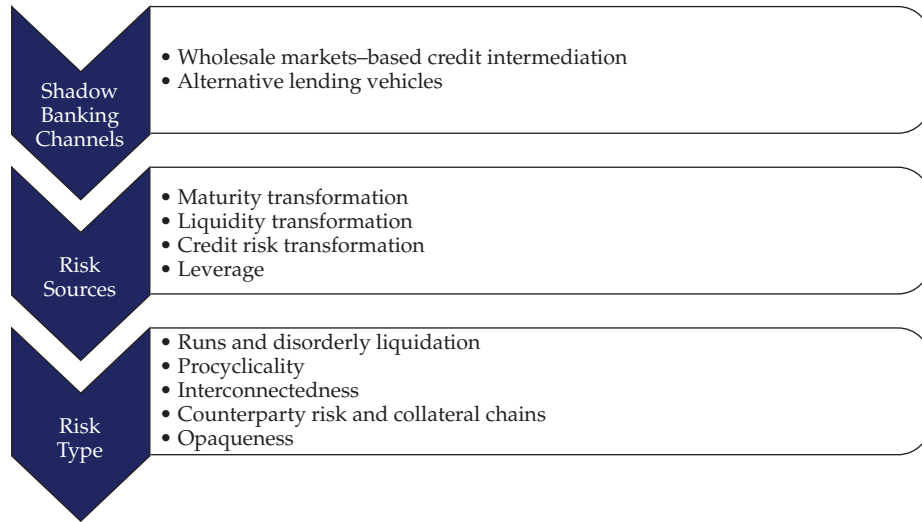 Shadow
Banking
Channels
• Wholesale markets–based credit intermediation
• Alternative lending vehicles
Risk
Sources
• Maturity transformation
• Liquidity transformation
• Credit risk transformation
• Leverage
Risk
Type
• Runs and disorderly liquidation
• Procyclicality
• Interconnectedness
• Counterparty risk and collateral chains
• Opaqueness